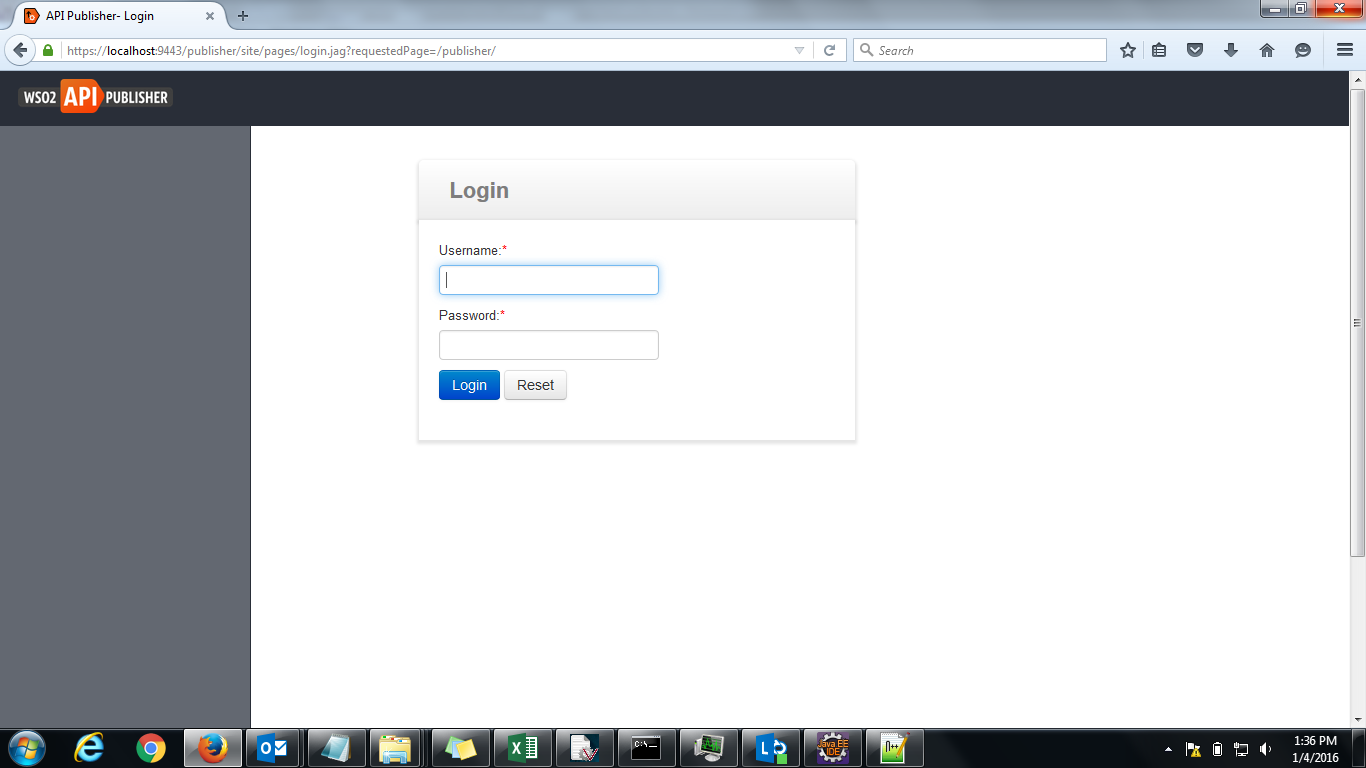 API Publisher- Login
https://localhost:9443/publisher/site/pages/login.jag?requestedPage=/publisher/
Search
WSO2 API PUBLISHER
Login
Username:*
Password:*
Login Reset
C:\
Java EE
IDE
1:36 PM
1/4/2016